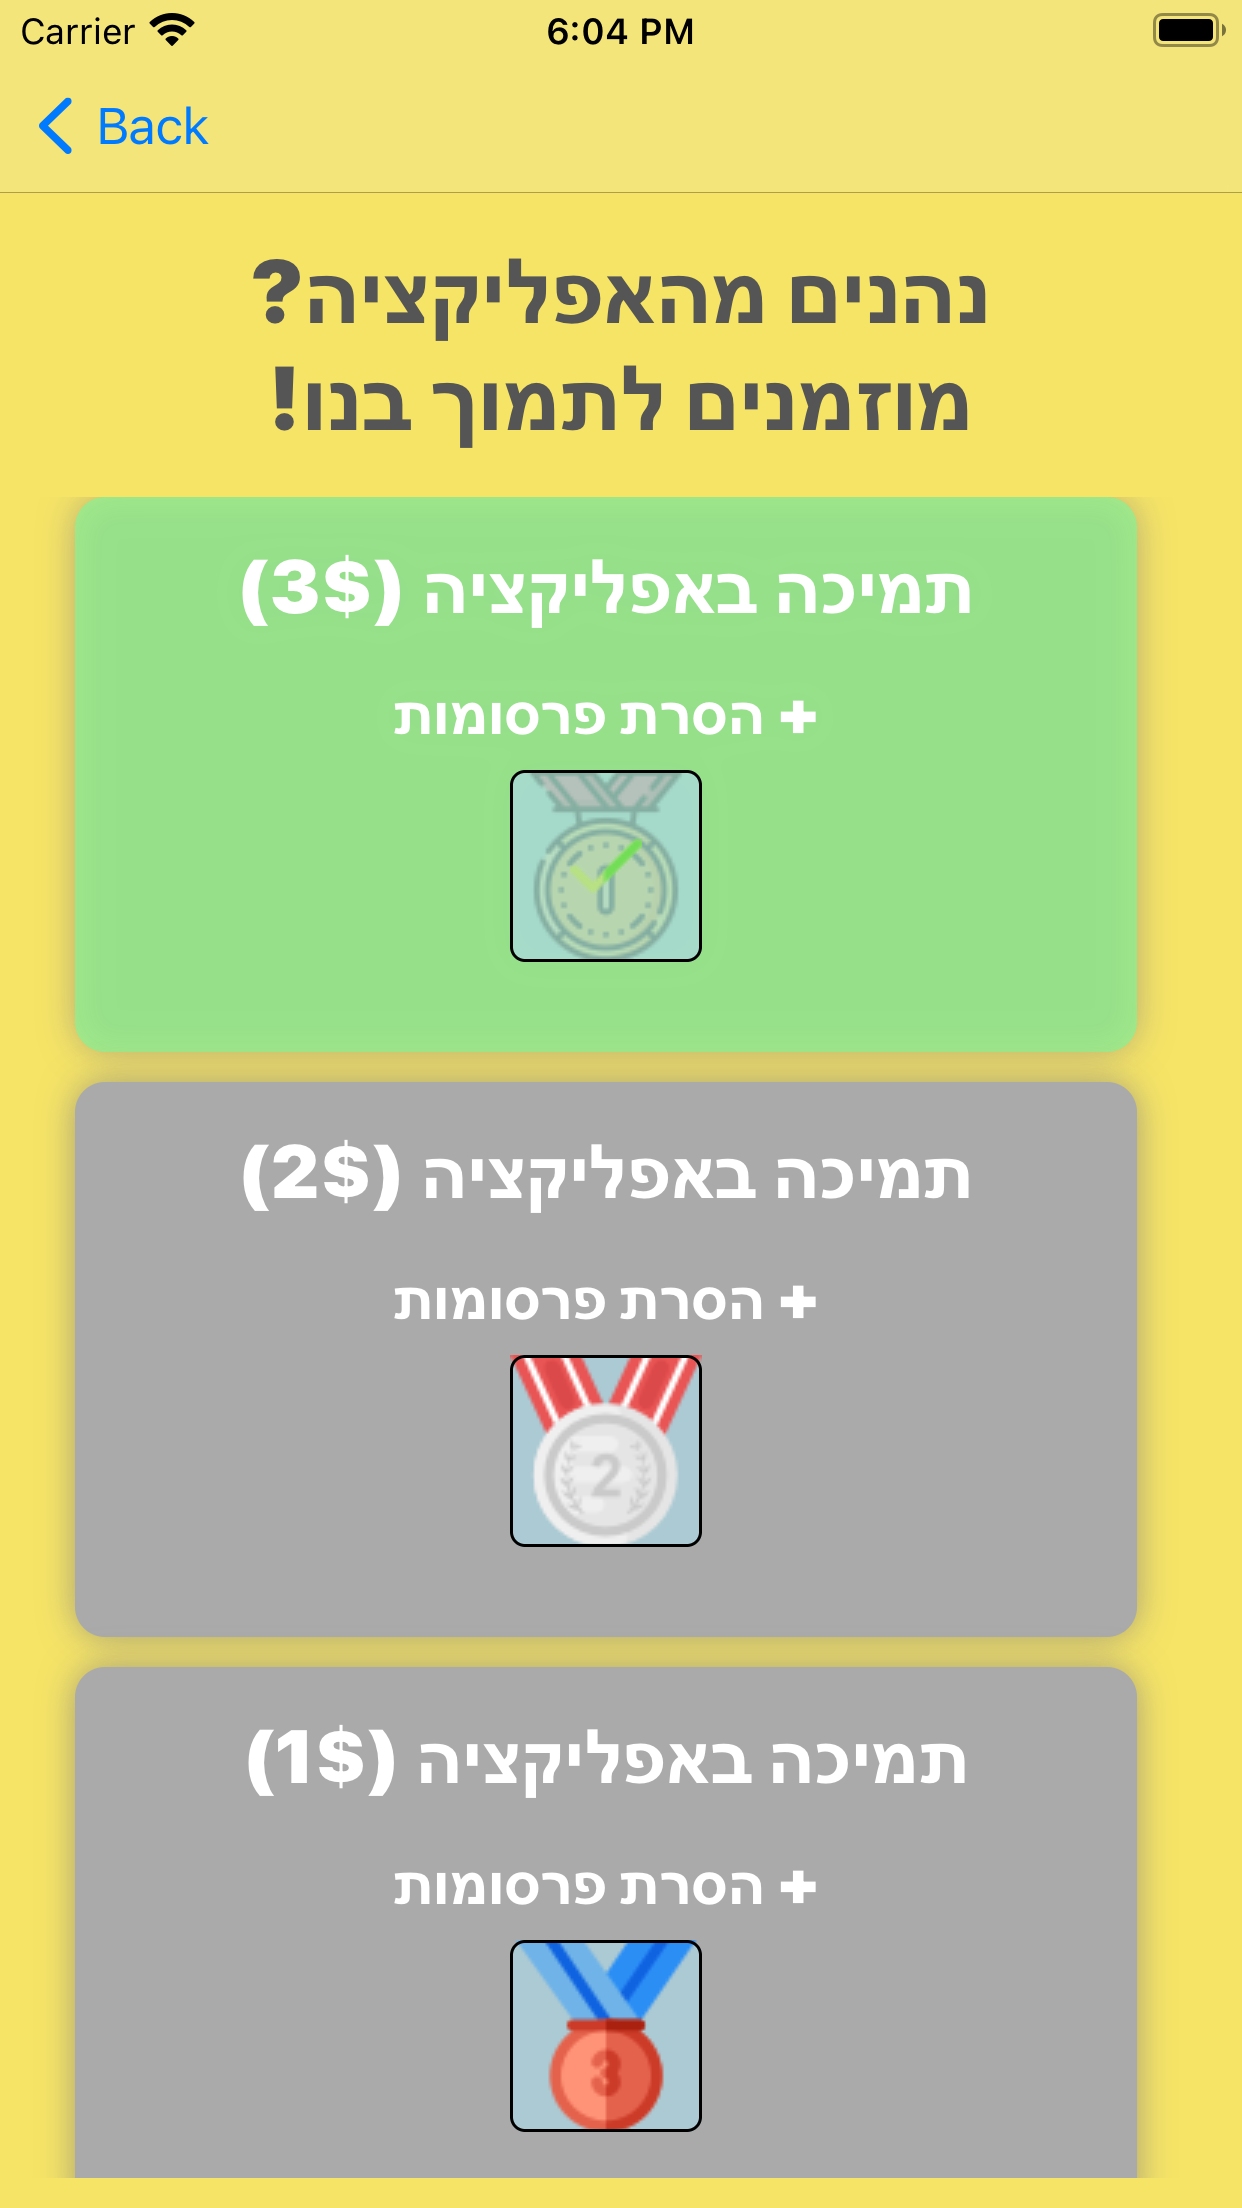 Carrier 6:04 PM
Back
נהנים מהאפליקציה?
מוזמנים לתמוך בנו!
תמיכה באפליקציה (3$)
+ הסרת פרסומות
תמיכה באפליקציה (2$)
+ הסרת פרסומות
2
תמיכה באפליקציה (1$)
+ הסרת פרסומות
3